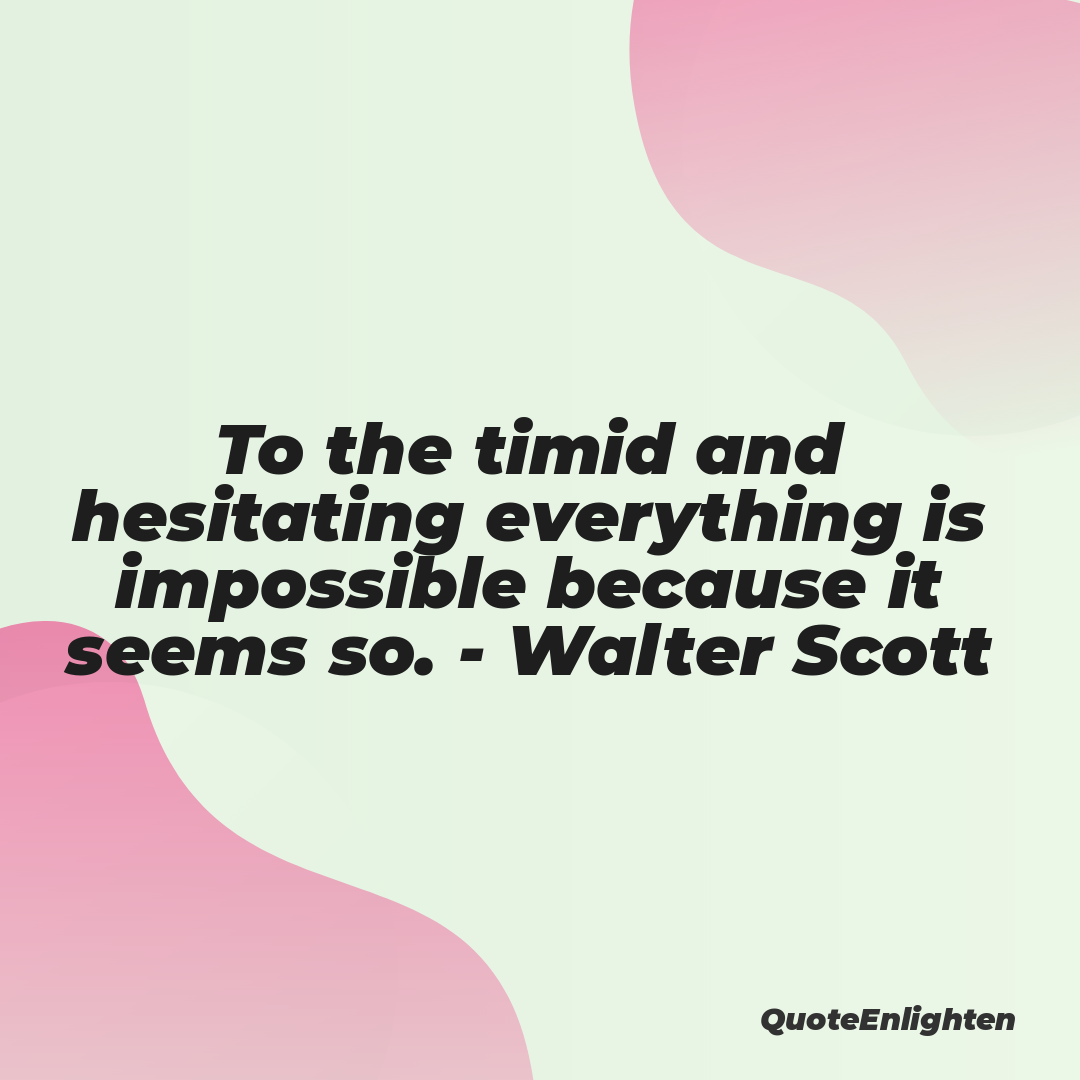 To the timid and
hesitating everything is
impossible because it
seems so. - Walter Scott
QuoteEnlighten